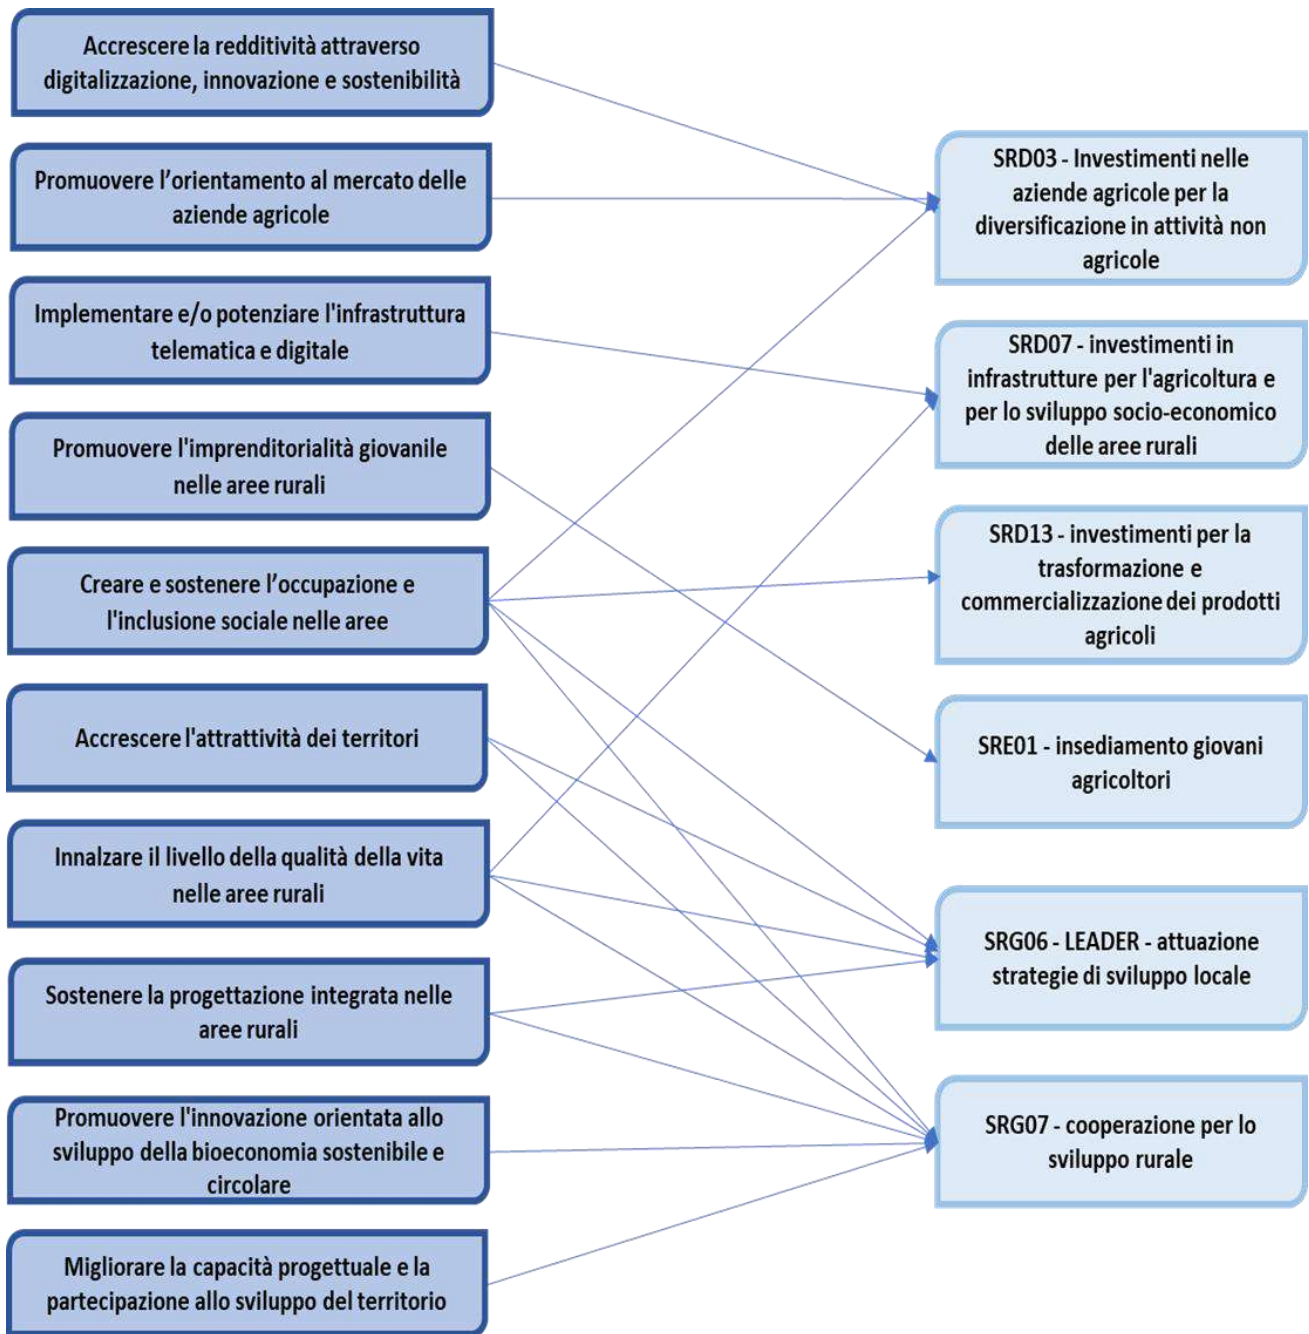 Accrescere la redditività attraverso
digitalizzazione, innovazione e sostenibilità
Promuovere l’orientamento al mercato delle
aziende agricole
Implementare e/o potenziare l'infrastruttura
telematica e digitale
Promuovere l'imprenditorialità giovanile
nelle aree rurali
Creare e sostenere l’occupazione e
l'inclusione sociale nelle aree
Accrescere l'attrattività dei territori
Innalzare il livello della qualità della vita
nelle aree rurali
Sostenere la progettazione integrata nelle
aree rurali
Promuovere l'innovazione orientata allo
sviluppo della bioeconomia sostenibile e
circolare
Migliorare la capacità progettuale e la
partecipazione allo sviluppo del territorio
SRD03 - Investimenti nelle
aziende agricole per la
diversificazione in attività non
agricole
SRD07 - investimenti in
infrastrutture per l'agricoltura e
per lo sviluppo socio-economico
delle aree rurali
SRD13 - investimenti per la
trasformazione e
commercializzazione dei prodotti
agricoli
SRE01 - insediamento giovani
agricoltori
SRG06 - LEADER - attuazione
strategie di sviluppo locale
SRG07 - cooperazione per lo
sviluppo rurale